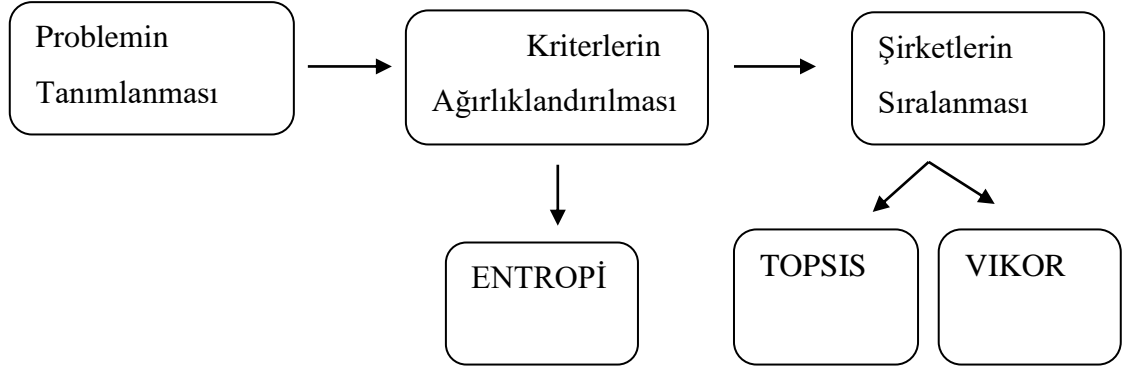 Problemin
Tanımlanması
Kriterlerin
Ağırlıklandırılması
Şirketlerin
Sıralanması
ENTROPİ
TOPSIS
VIKOR